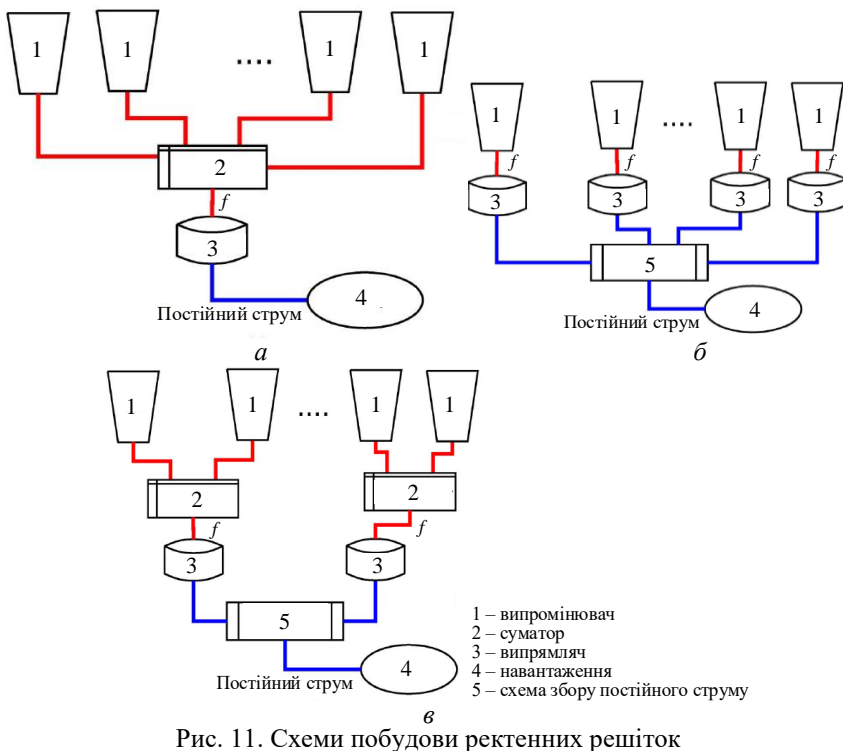 1 1 .... 1 1
2
f
3
4
Постійний струм
а
1 1 .... 1 1
f f f f
3 3 3 3
5
4
Постійний струм
б
1 1 .... 1 1
2 2
f f
3 3
5
4
Постійний струм
в
1 – випромінювач
2 – суматор
3 – випрямляч
4 – навантаження
5 – схема збору постійного струму
Рис. 11. Схеми побудови ректенних решіток